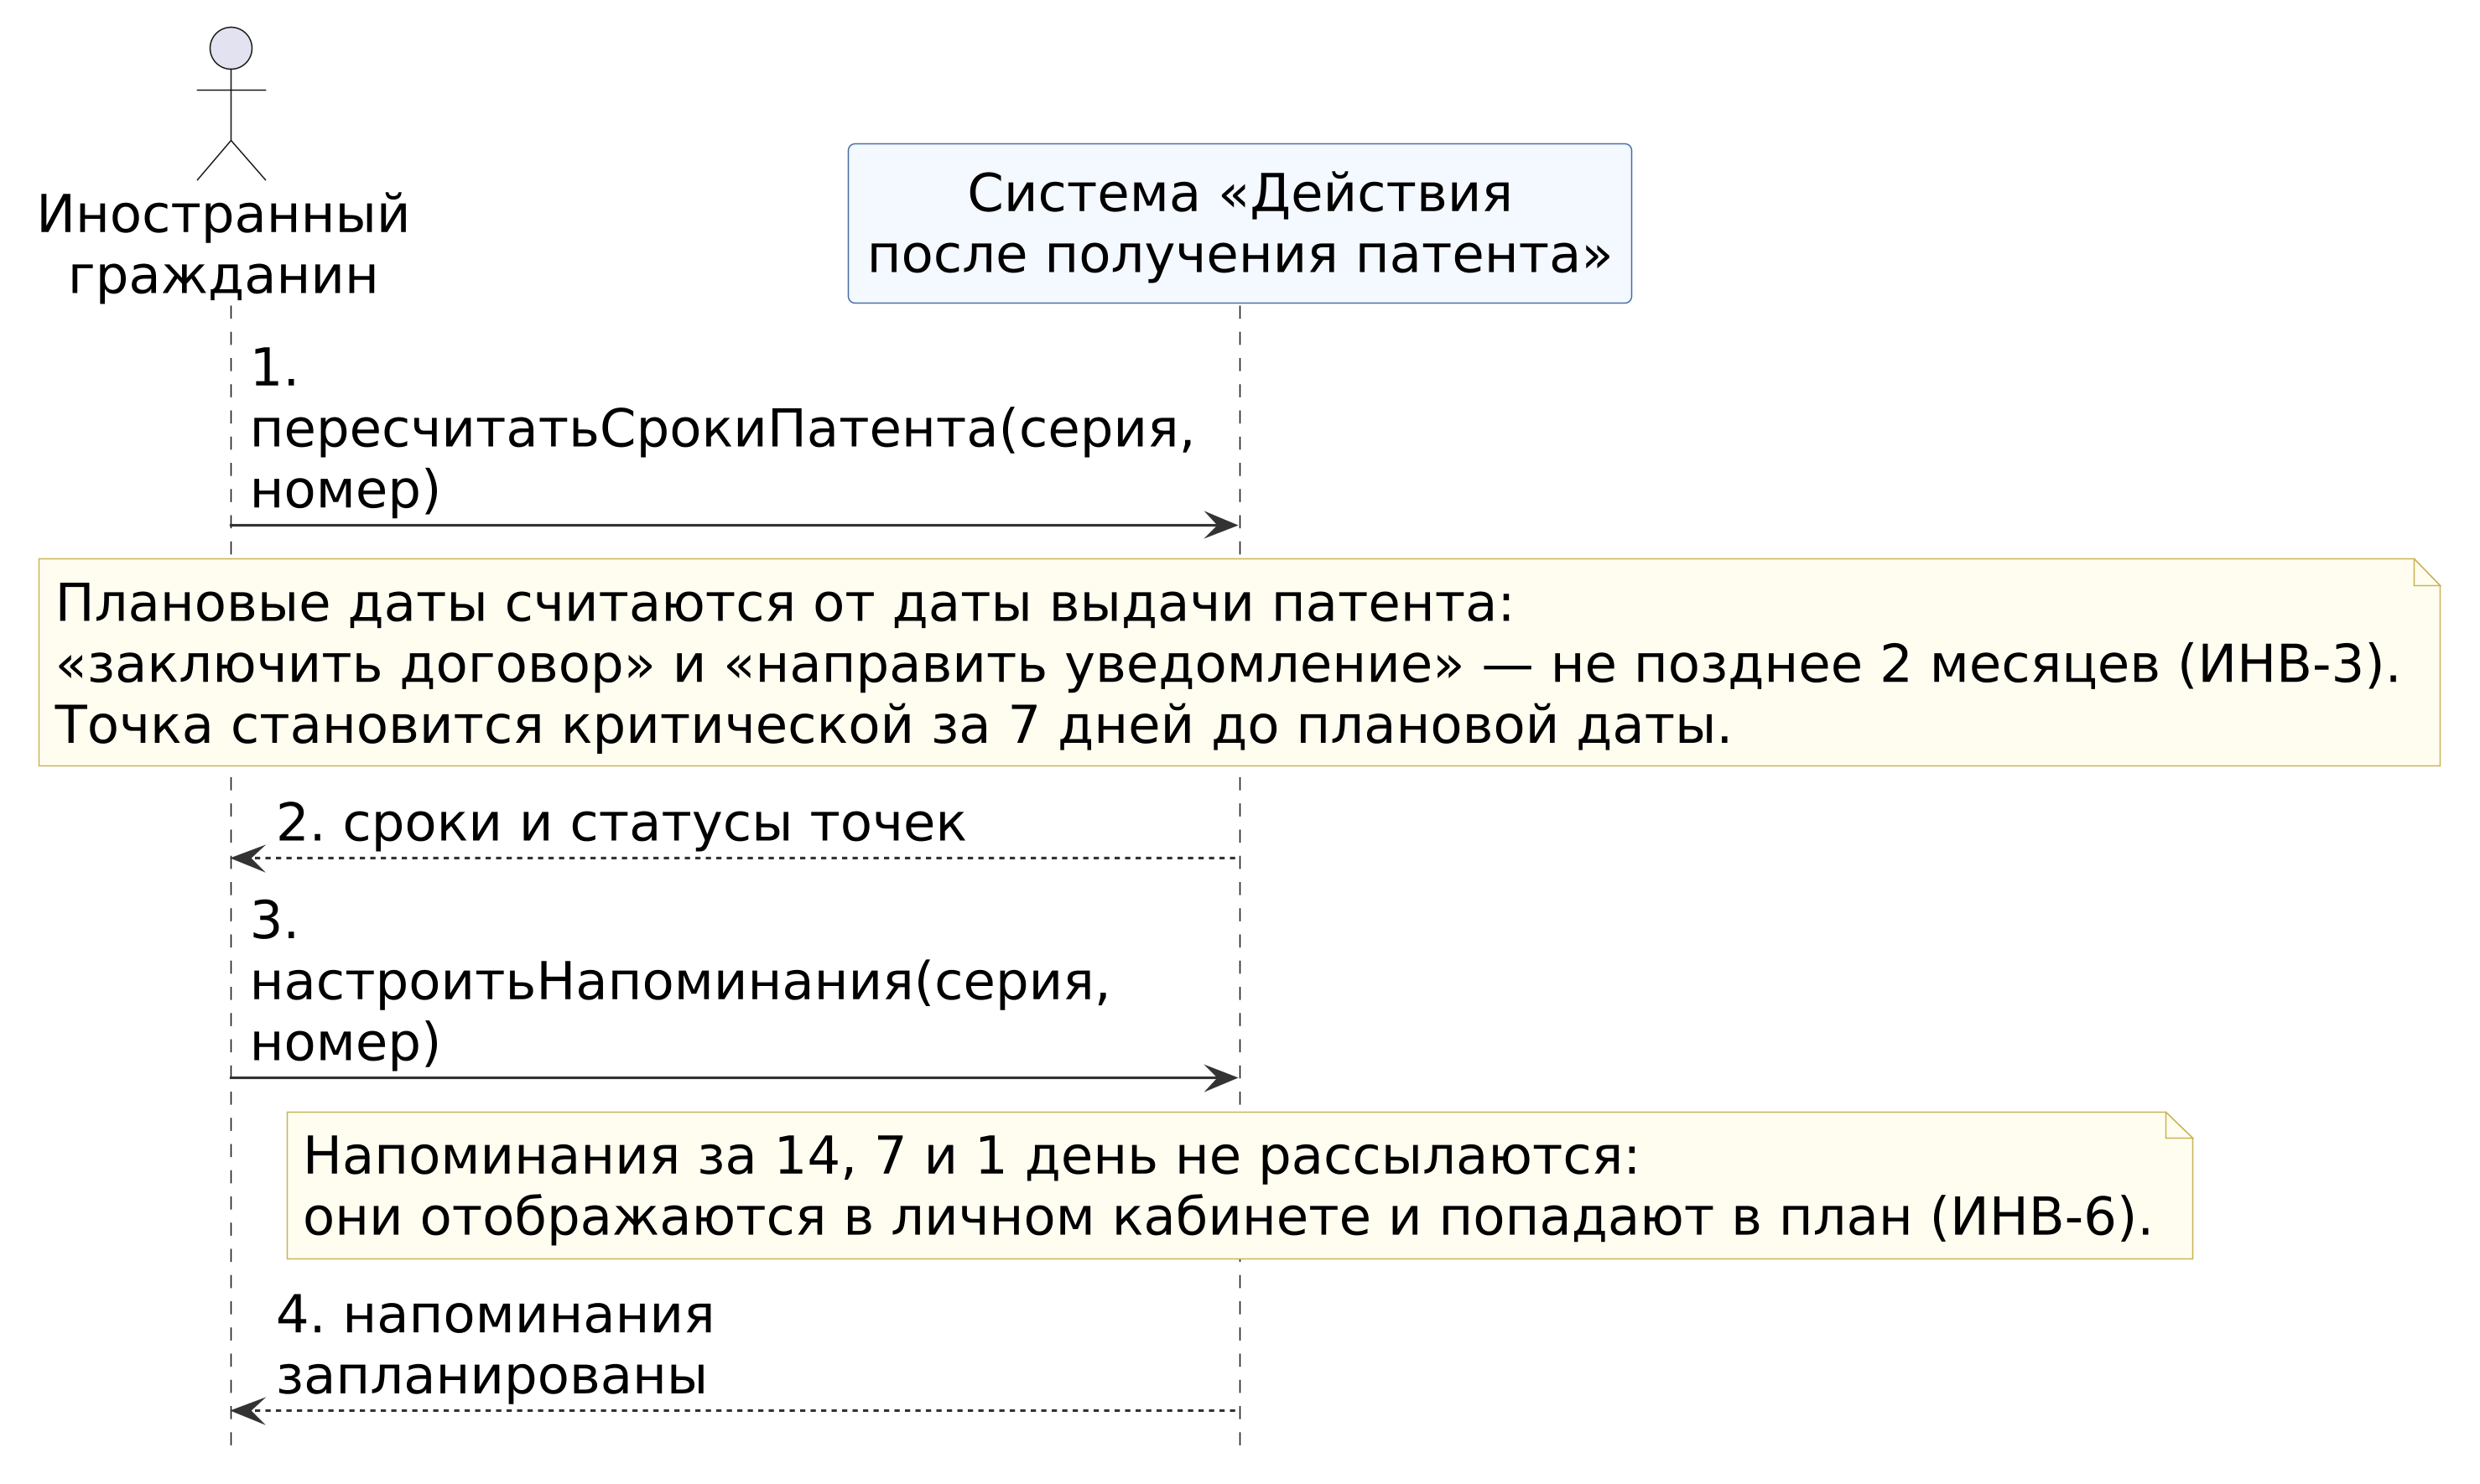 Иностранный
гражданин
Система «Действия
после получения патента»
1.
пересчитатьСрокиПатента(серия,
номер)
Плановые даты считаются от даты выдачи патента:
«заключить договор» и «направить уведомление» — не позднее 2 месяцев (ИНВ-3).
Точка становится критической за 7 дней до плановой даты.
2. сроки и статусы точек
3.
настроитьНапоминания(серия,
номер)
Напоминания за 14, 7 и 1 день не рассылаются:
они отображаются в личном кабинете и попадают в план (ИНВ-6).
4. напоминания
запланированы